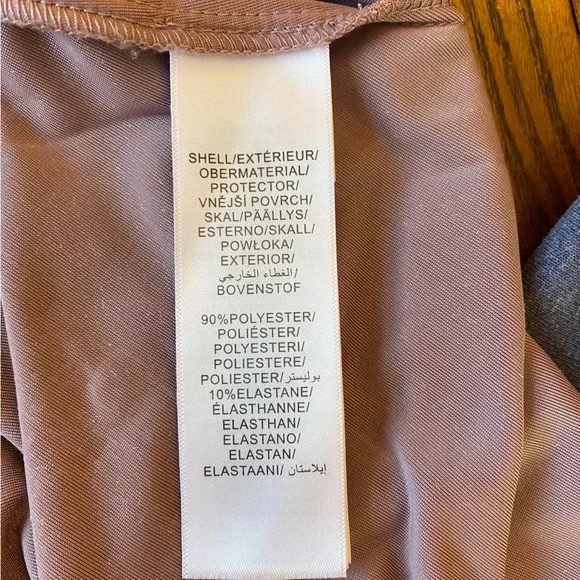 SHELL/EXTÉRIEUR/
OBERMATERIAL/
PROTECTOR/
VNĚJŠÍ POVRCH/
SKAL/PÄÄLLYS/
ESTERNO/SKALL/
POWŁOKA/
EXTERIOR/
الغطاء الخارجي/
BOVENSTOF
90%POLYESTER/
POLIÉSTER/
POLYESTERI/
POLIESTERE/
POLIESTER/بوليستر/
10%ELASTANE/
ÉLASTHANNE/
ELASTHAN/
ELASTANO/
ELASTAN/
ELASTAANI/إيلاستان/